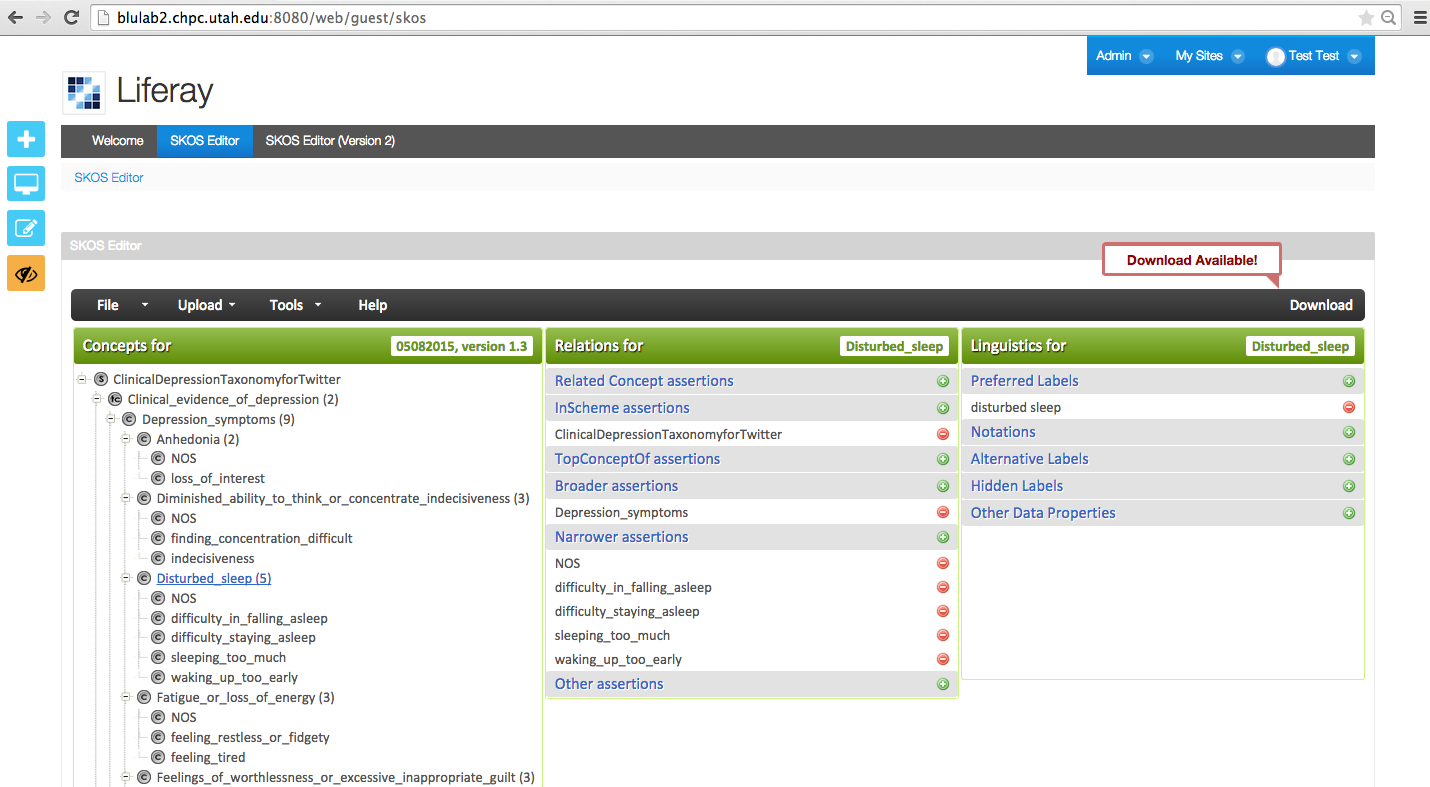 blulab2.chpc.utah.edu:8080/web/guest/skos
Admin My Sites Test Test
Liferay
Welcome SKOS Editor SKOS Editor (Version 2)
SKOS Editor
SKOS Editor
Download Available!
File Upload Tools Help Download
Concepts for 05082015, version 1.3
S ClinicalDepressionTaxonomyforTwitter
tc Clinical_evidence_of_depression (2)
C Depression_symptoms (9)
C Anhedonia (2)
C NOS
C loss_of_interest
C Diminished_ability_to_think_or_concentrate_indecisiveness (3)
C NOS
C finding_concentration_difficult
C indecisiveness
C Disturbed_sleep (5)
C NOS
C difficulty_in_falling_asleep
C difficulty_staying_asleep
C sleeping_too_much
C waking_up_too_early
C Fatigue_or_loss_of_energy (3)
C NOS
C feeling_restless_or_fidgety
C feeling_tired
C Feelings_of_worthlessness_or_excessive_inappropriate_guilt (3)
Relations for Disturbed_sleep
Related Concept assertions
InScheme assertions
ClinicalDepressionTaxonomyforTwitter
TopConceptOf assertions
Broader assertions
Depression_symptoms
Narrower assertions
NOS
difficulty_in_falling_asleep
difficulty_staying_asleep
sleeping_too_much
waking_up_too_early
Other assertions
Linguistics for Disturbed_sleep
Preferred Labels
disturbed sleep
Notations
Alternative Labels
Hidden Labels
Other Data Properties